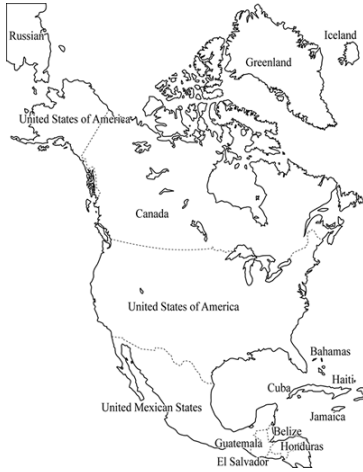 Russian
Iceland
Greenland
United States of America
Canada
United States of America
Bahamas
Cuba
Haiti
United Mexican States
Jamaica
Belize
Guatemala
Honduras
El Salvador